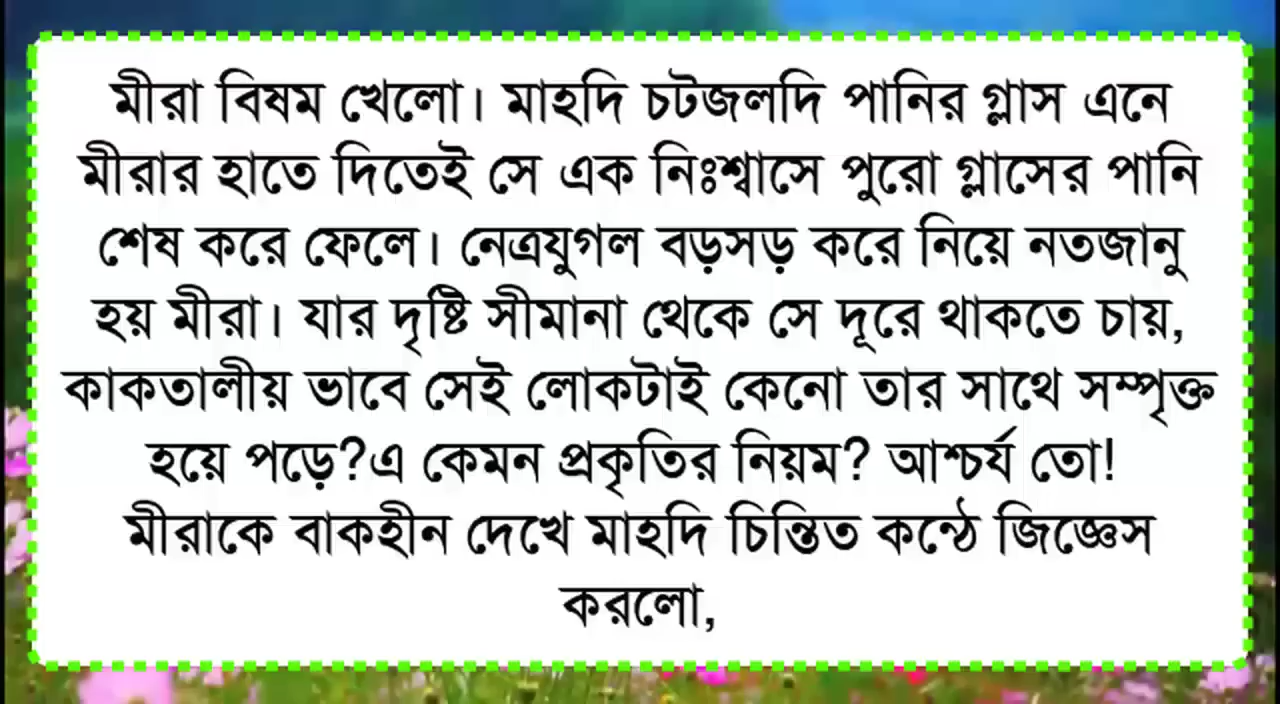 মীরা বিষম খেলো। মাহদি চটজলদি পানির গ্লাস এনে
মীরার হাতে দিতেই সে এক নিঃশ্বাসে পুরো গ্লাসের পানি
শেষ করে ফেলে। নেত্রযুগল বড়সড় করে নিয়ে নতজানু
হয় মীরা। যার দৃষ্টি সীমানা থেকে সে দূরে থাকতে চায়,
কাকতালীয় ভাবে সেই লোকটাই কেনো তার সাথে সম্পৃক্ত
হয়ে পড়ে?এ কেমন প্রকৃতির নিয়ম? আশ্চর্য তো!
মীরাকে বাকহীন দেখে মাহদি চিন্তিত কন্ঠে জিজ্ঞেস
করলো,